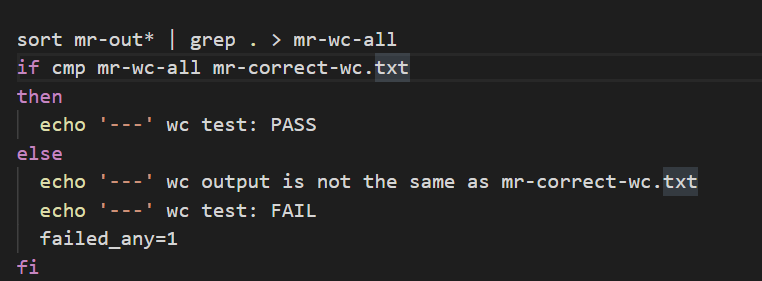 sort mr-out* | grep . > mr-wc-all
if cmp mr-wc-all mr-correct-wc.txt
then
  echo '---' wc test: PASS
else
  echo '---' wc output is not the same as mr-correct-wc.txt
  echo '---' wc test: FAIL
  failed_any=1
fi